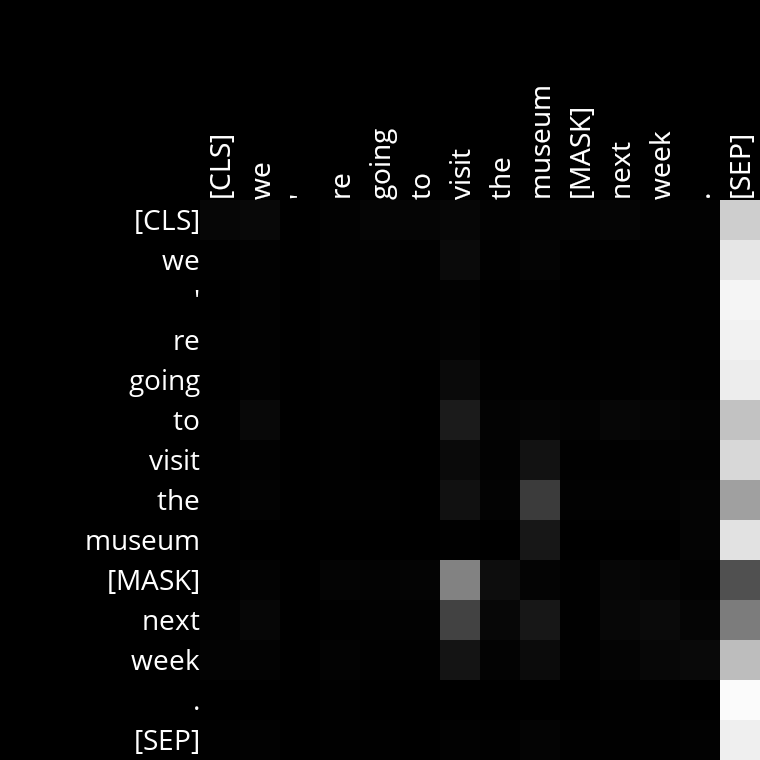 [CLS] we ' re going to visit the museum [MASK] next week . [SEP]
[CLS]
we
'
re
going
to
visit
the
museum
[MASK]
next
week
.
[SEP]